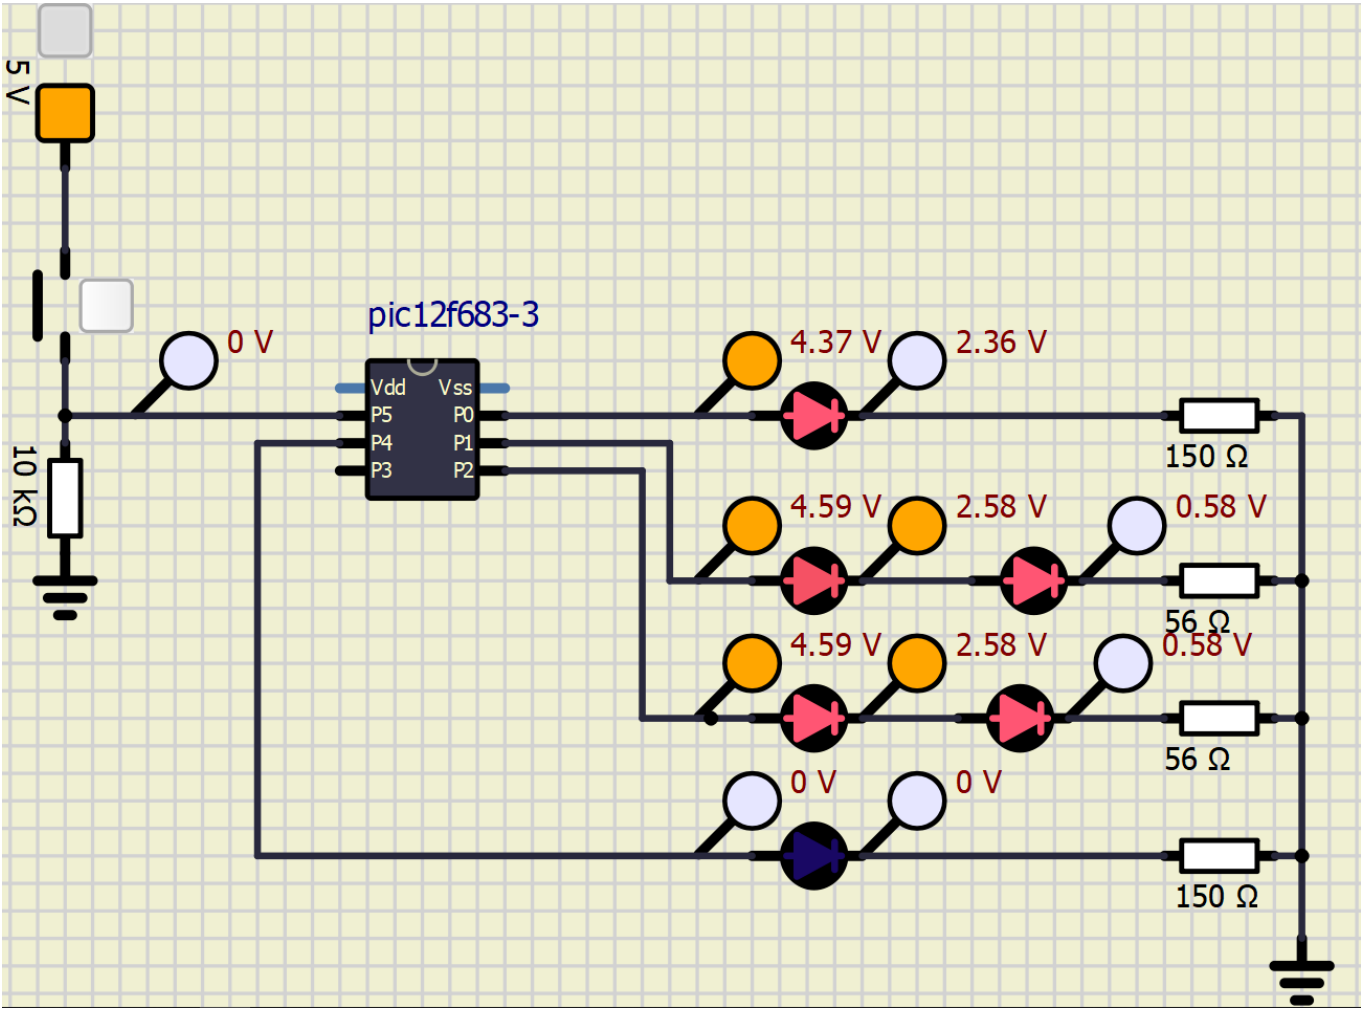 5 V
pic12f683-3
0 V
4.37 V
2.36 V
Vdd
Vss
P5
P0
P4
P1
P3
P2
10 kΩ
150 Ω
4.59 V
2.58 V
0.58 V
56 Ω
4.59 V
2.58 V
0.58 V
56 Ω
0 V
0 V
150 Ω